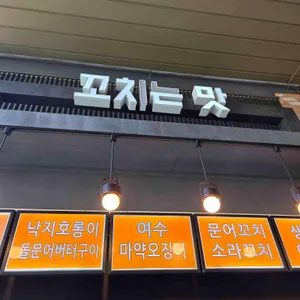 꼬치는 맛
낙지호롱이
돌문어버터구이
여수
마약오징
문어꼬치
소라꼬치